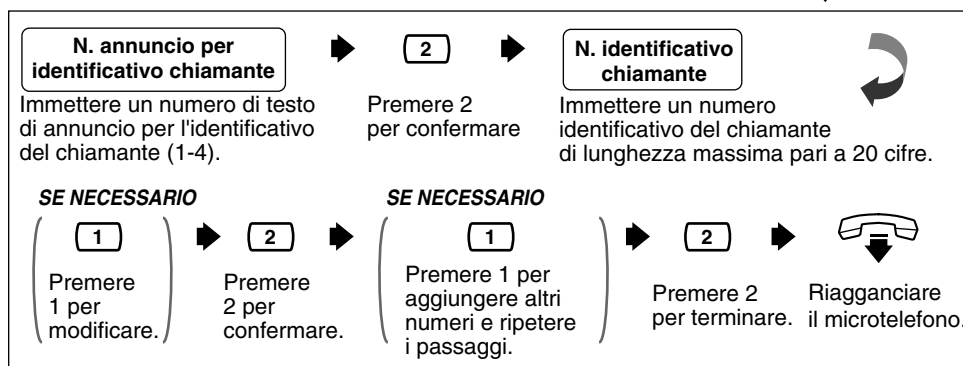 N. annuncio per
identificativo chiamante
Immettere un numero di testo
di annuncio per l'identificativo
del chiamante (1-4).
2
Premere 2
per confermare
N. identificativo
chiamante
Immettere un numero
identificativo del chiamante
di lunghezza massima pari a 20 cifre.
SE NECESSARIO
1
Premere
1 per
modificare.
2
Premere
2 per
confermare.
SE NECESSARIO
1
Premere 1 per
aggiungere altri
numeri e ripetere
i passaggi.
2
Premere 2
per terminare.
Riagganciare
il microtelefono.